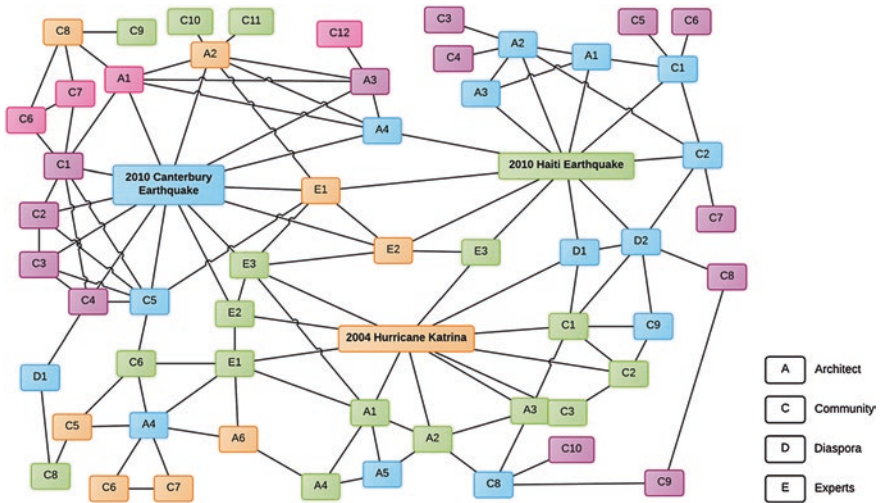 C10
C11
C3
C5
C6
C8
C9
C12
A2
A2
A1
C4
C1
A1
A3
C7
A3
C6
A4
C2
C1
2010 Canterbury
Earthquake
2010 Haiti Earthquake
E1
C7
C2
E2
E3
D1
D2
C3
E3
C8
C4
C5
E2
2004 Hurricane Katrina
C1
C9
C6
E1
D1
C2
A
Architect
A1
A3
C3
C5
A4
A6
A2
C
Community
C10
C8
A5
C8
C9
D
Diaspora
C6
C7
A4
E
Experts